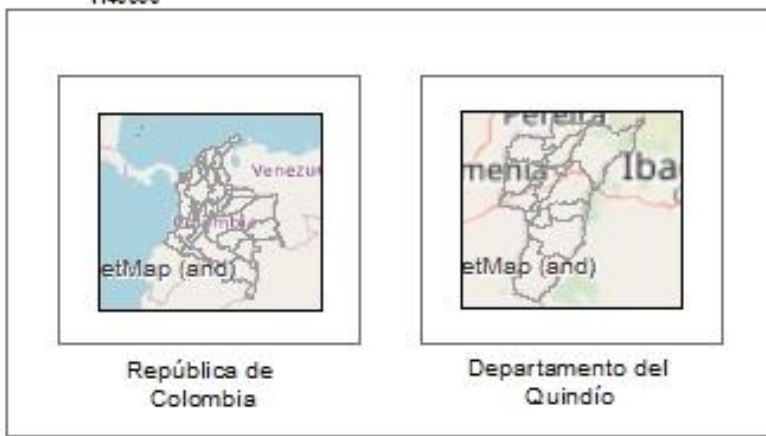 Venezu
Colombia
etMap (and)
Pereira
menia
Iba
etMap (and)
República de
Colombia
Departamento del
Quindío